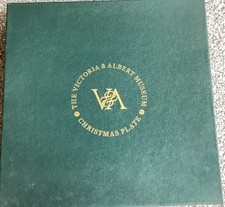 THE VICTORIA & ALBERT MUSEUM
V&A
CHRISTMAS PLATE